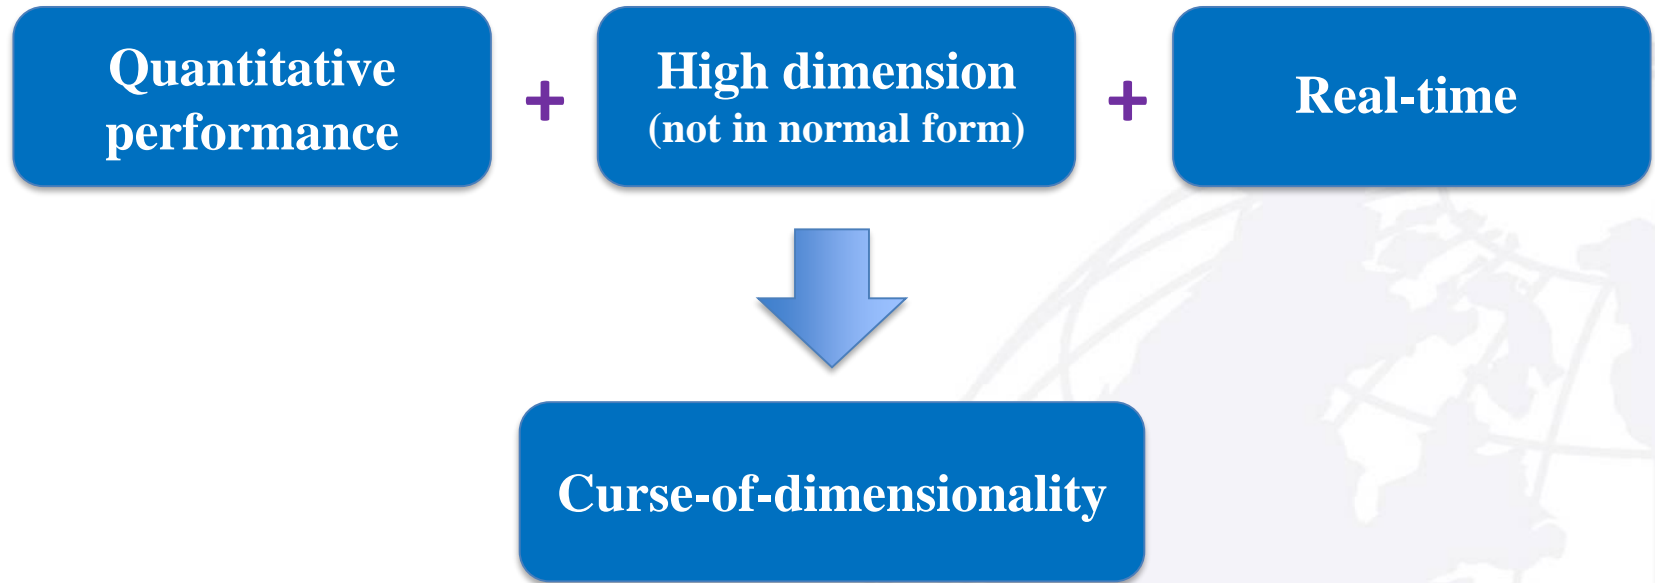 Quantitative
performance
+
High dimension
(not in normal form)
+
Real-time
Curse-of-dimensionality